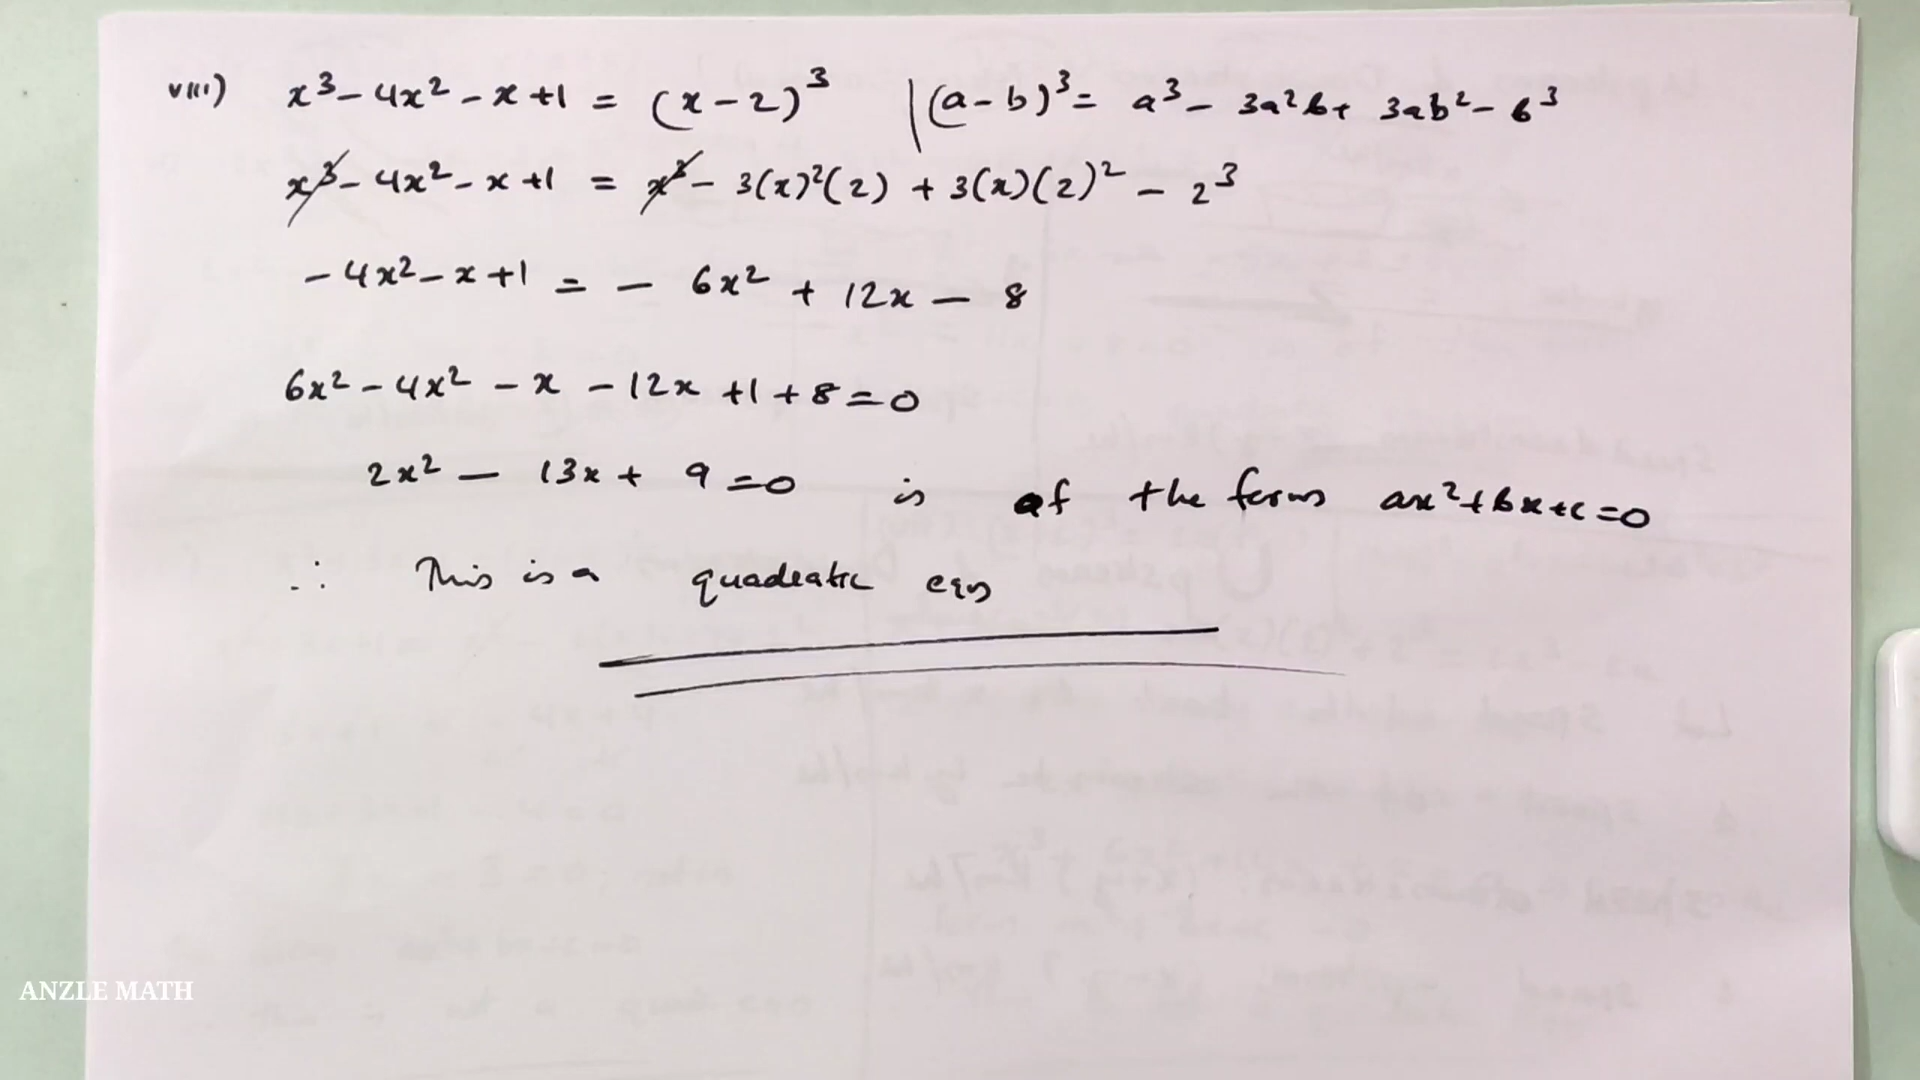 viii) x³ - 4x² - x + 1 = (x - 2)³ | (a - b)³ = a³ - 3a²b + 3ab² - b³
x³ - 4x² - x + 1 = x³ - 3(x)²(2) + 3(x)(2)² - 2³
- 4x² - x + 1 = - 6x² + 12x - 8
6x² - 4x² - x - 12x + 1 + 8 = 0
2x² - 13x + 9 = 0 is of the form ax² + bx + c = 0
∴ This is a quadratic eqn
ANZLE MATH